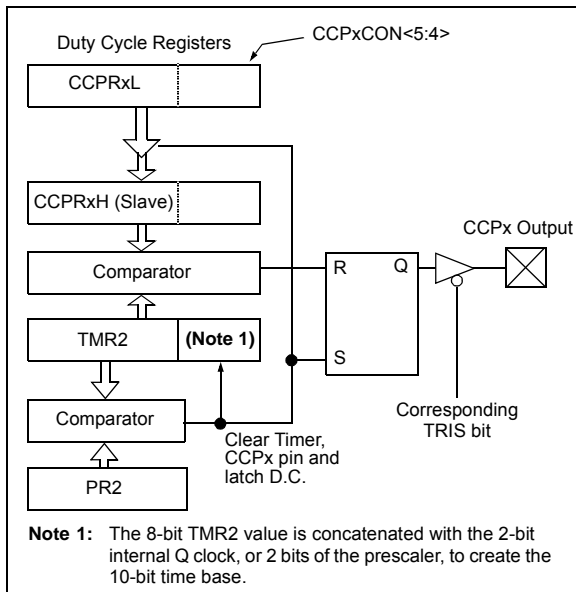 Duty Cycle Registers
CCPxCON<5:4>
CCPRxL
CCPRxH (Slave)
CCPx Output
Comparator
R
Q
TMR2
(Note 1)
S
Comparator
Clear Timer,
CCPx pin and
latch D.C.
Corresponding
TRIS bit
PR2
Note 1: The 8-bit TMR2 value is concatenated with the 2-bit
internal Q clock, or 2 bits of the prescaler, to create the
10-bit time base.